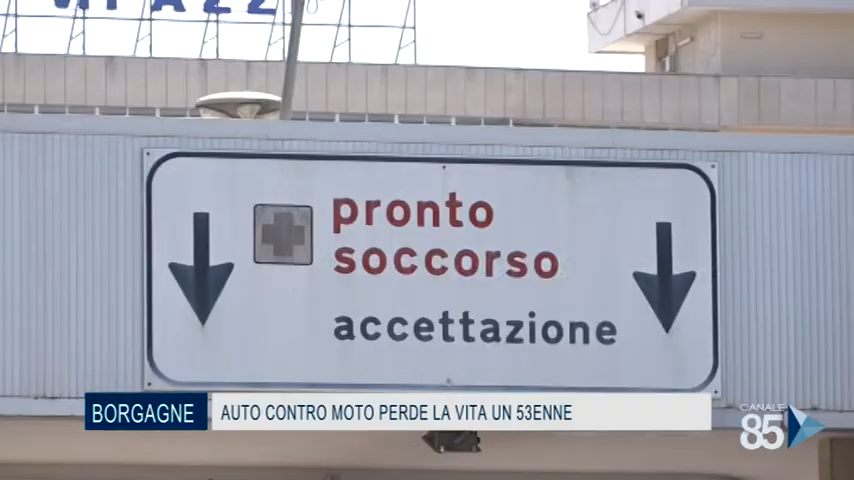 pronto
soccorso
accettazione
BORGAGNE
AUTO CONTRO MOTO PERDE LA VITA UN 53ENNE
CANALE
85